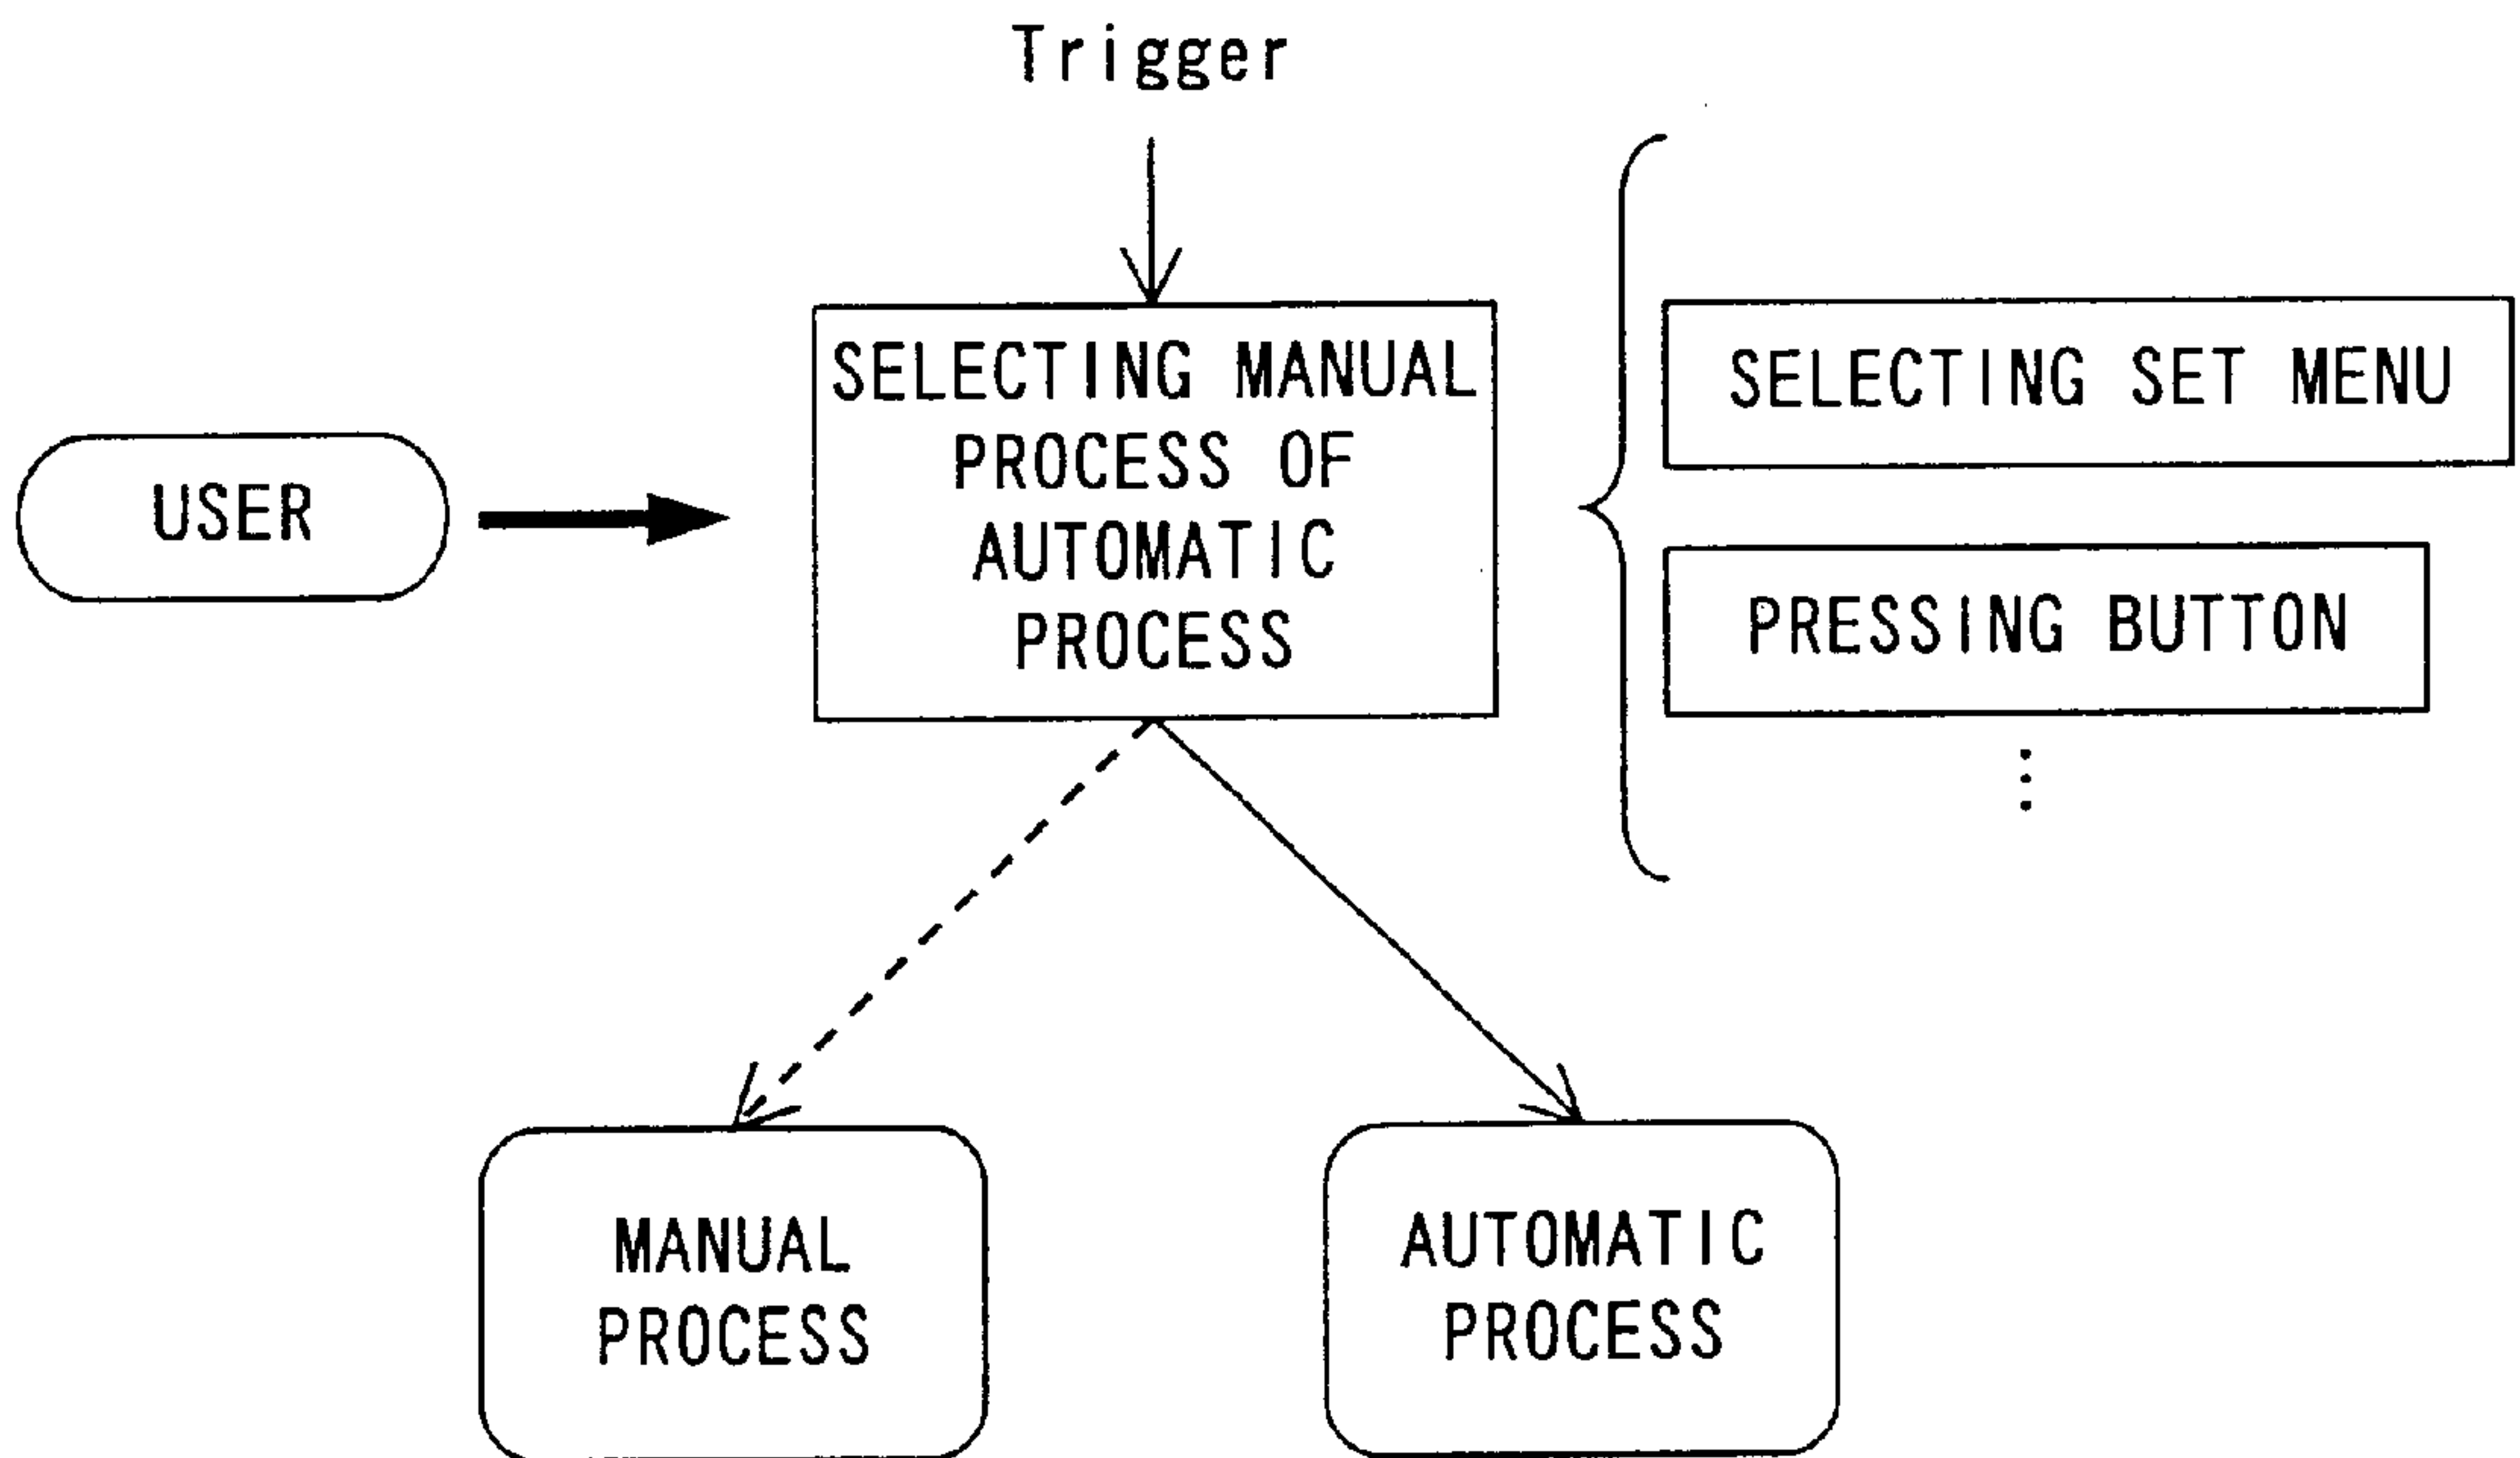 Trigger
SELECTING MANUAL
PROCESS OF
AUTOMATIC
PROCESS
USER
SELECTING SET MENU
PRESSING BUTTON
MANUAL
PROCESS
AUTOMATIC
PROCESS